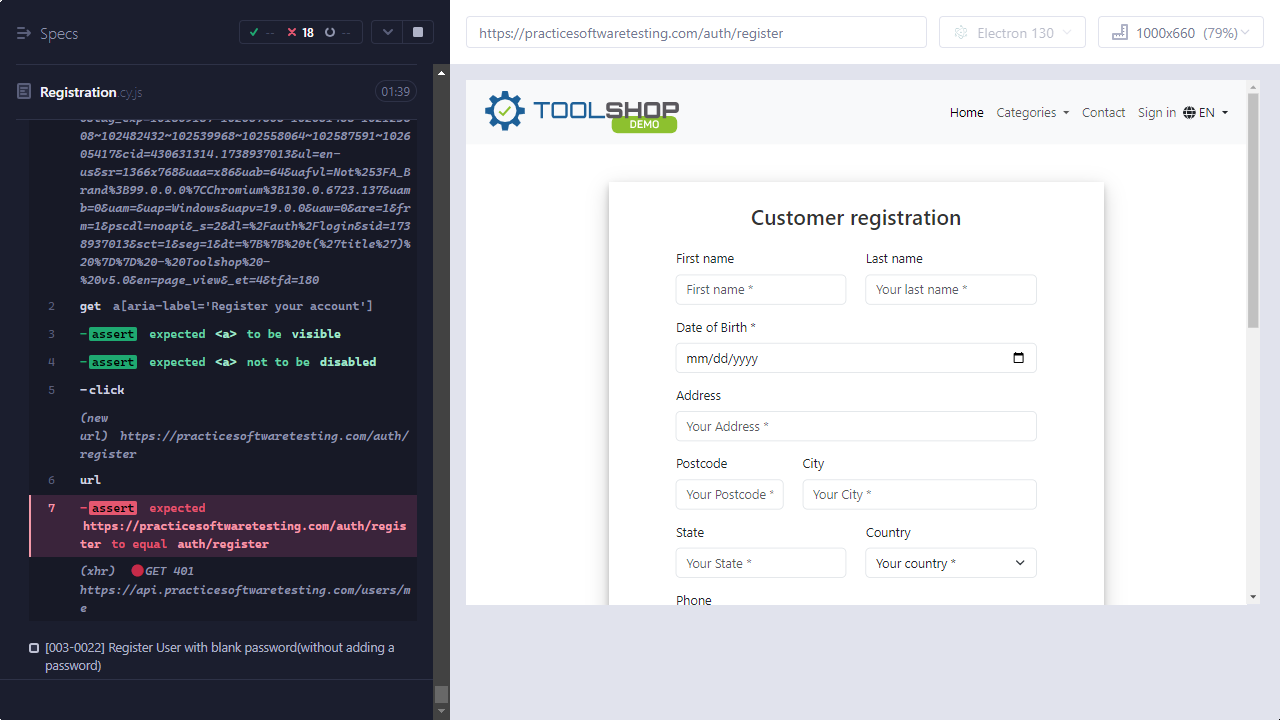 Specs
-- 18 --
Registration.cy.js
01:39
08~102482432~102539968~102558064~102587591~1026
05417&cid=430631314.1738937013&ul=en-
us&sr=1366x768&uaa=x86&uab=64&uafvl=Not%253FA_B
rand%3B99.0.0.0%7CChromium%3B130.0.6723.137&uam
b=0&uam=&uap=Windows&uapv=19.0.0&uaw=0&are=1&fr
m=1&pscdl=noapi&_s=2&dl=%2Fauth%2Flogin&sid=173
8937013&sct=1&seg=1&dt=%7B%7B%20t(%27title%27)%
20%7D%7D%20-%20Toolshop%20-
%20v5.0&en=page_view&_et=4&tfd=180
2 get a[aria-label='Register your account']
3 -assert expected <a> to be visible
4 -assert expected <a> not to be disabled
5 -click
(new
url) https://practicesoftwaretesting.com/auth/
register
6 url
7 -assert expected
https://practicesoftwaretesting.com/auth/regis
ter to equal auth/register
(xhr) GET 401
https://api.practicesoftwaretesting.com/users/m
e
[003-0022] Register User with blank password(without adding a
password)
https://practicesoftwaretesting.com/auth/register
Electron 130
1000x660 (79%)
TOOLSHOP
DEMO
Home Categories Contact Sign in EN
Customer registration
First name Last name
First name * Your last name *
Date of Birth *
mm/dd/yyyy
Address
Your Address *
Postcode City
Your Postcode * Your City *
State Country
Your State * Your country *
Phone